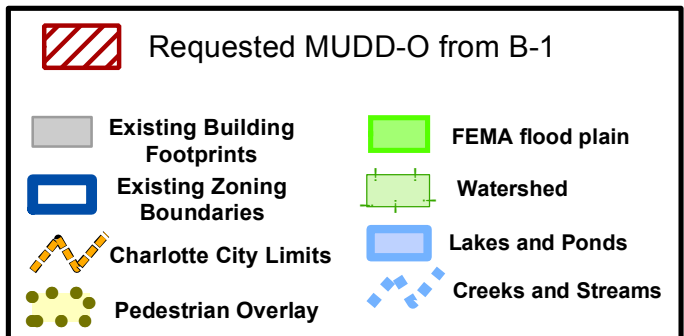 Requested MUDD-O from B-1
Existing Building
Footprints
Existing Zoning
Boundaries
Charlotte City Limits
Pedestrian Overlay
FEMA flood plain
Watershed
Lakes and Ponds
Creeks and Streams